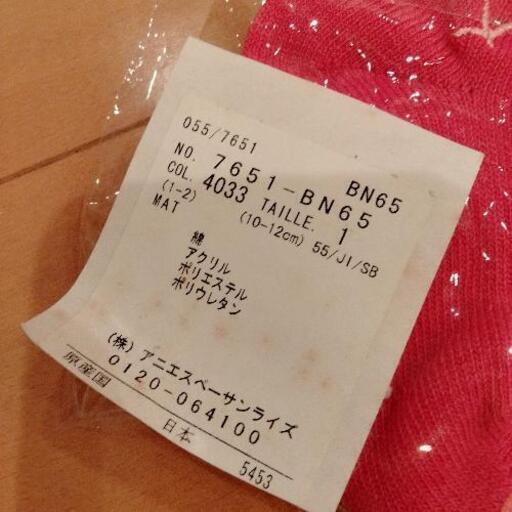 055/7651 BN65
NO. 7651-BN65
COL. 4033 TAILLE. 1
(1-2) (10-12cm) 55/JI/SB
MAT
綿
アクリル
ポリエステル
ポリウレタン
(株) アニエスベーサンライズ
0120-064100
原産国 日本
5453